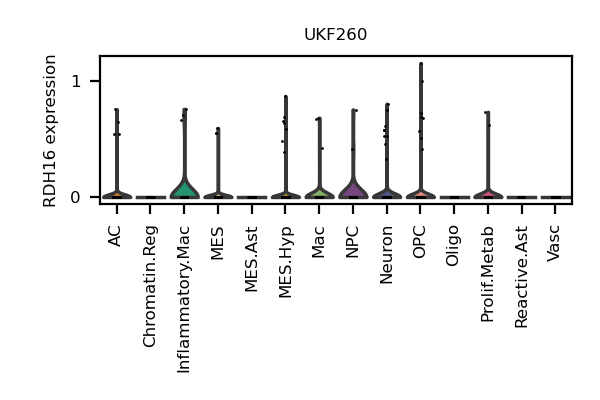 UKF260
RDH16 expression
1
0
AC
Chromatin.Reg
Inflammatory.Mac
MES
MES.Ast
MES.Hyp
Mac
NPC
Neuron
OPC
Oligo
Prolif.Metab
Reactive.Ast
Vasc